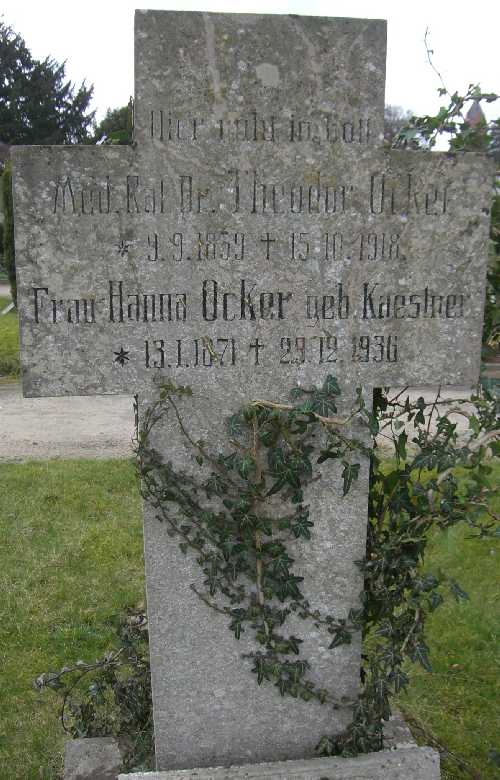 Hier ruht in Gott
Med. Rat Dr. Theodor Ocker
* 9.9.1859 † 15.10.1918.
Frau Hanna Ocker geb. Kaestner
* 13.1.1871 † 29.12.1936